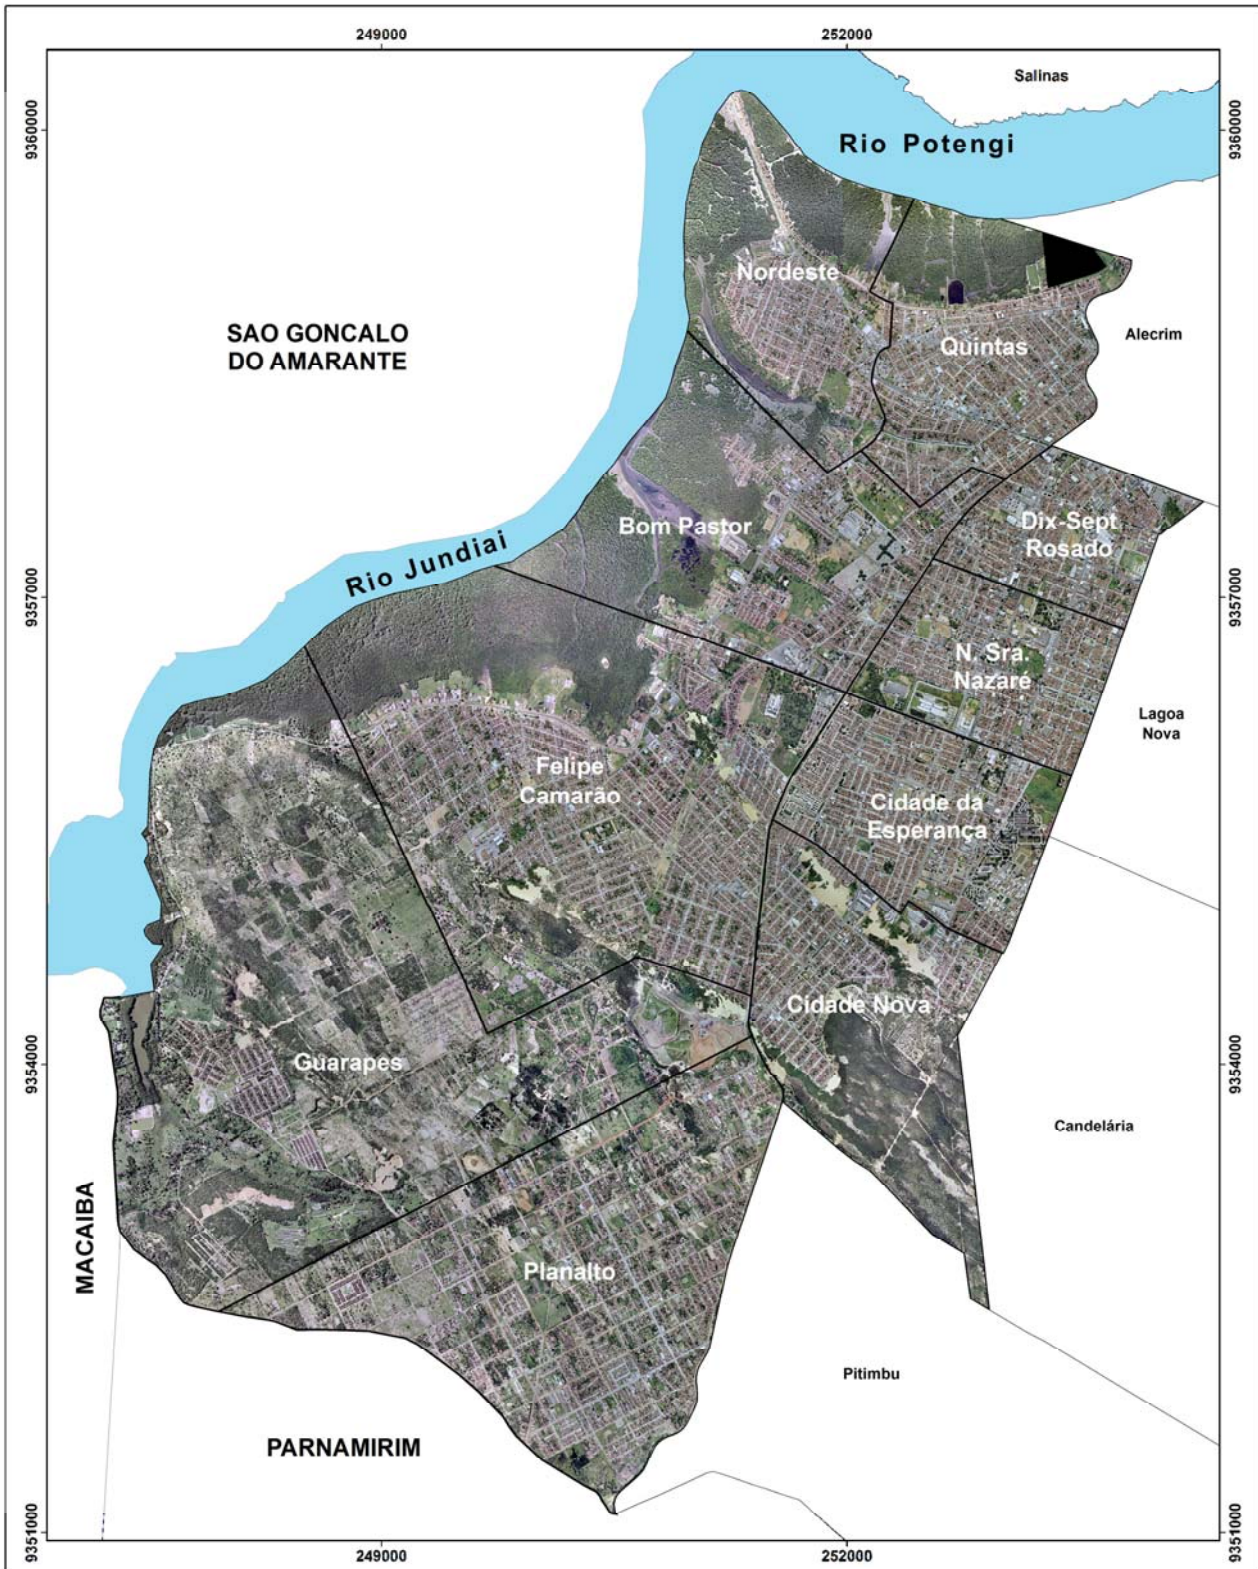 249000
252000
Salinas
9360000
9360000
Rio Potengi
Nordeste
SAO GONCALO
DO AMARANTE
Quintas
Alecrim
Bom Pastor
Dix-Sept
Rosado
Rio Jundiai
9357000
9357000
N. Sra.
Nazaré
Lagoa
Nova
Felipe
Camarão
Cidade da
Esperança
Cidade Nova
Guarapes
9354000
9354000
Candelária
MACAIBA
Planalto
Pitimbu
PARNAMIRIM
9351000
9351000
249000
252000